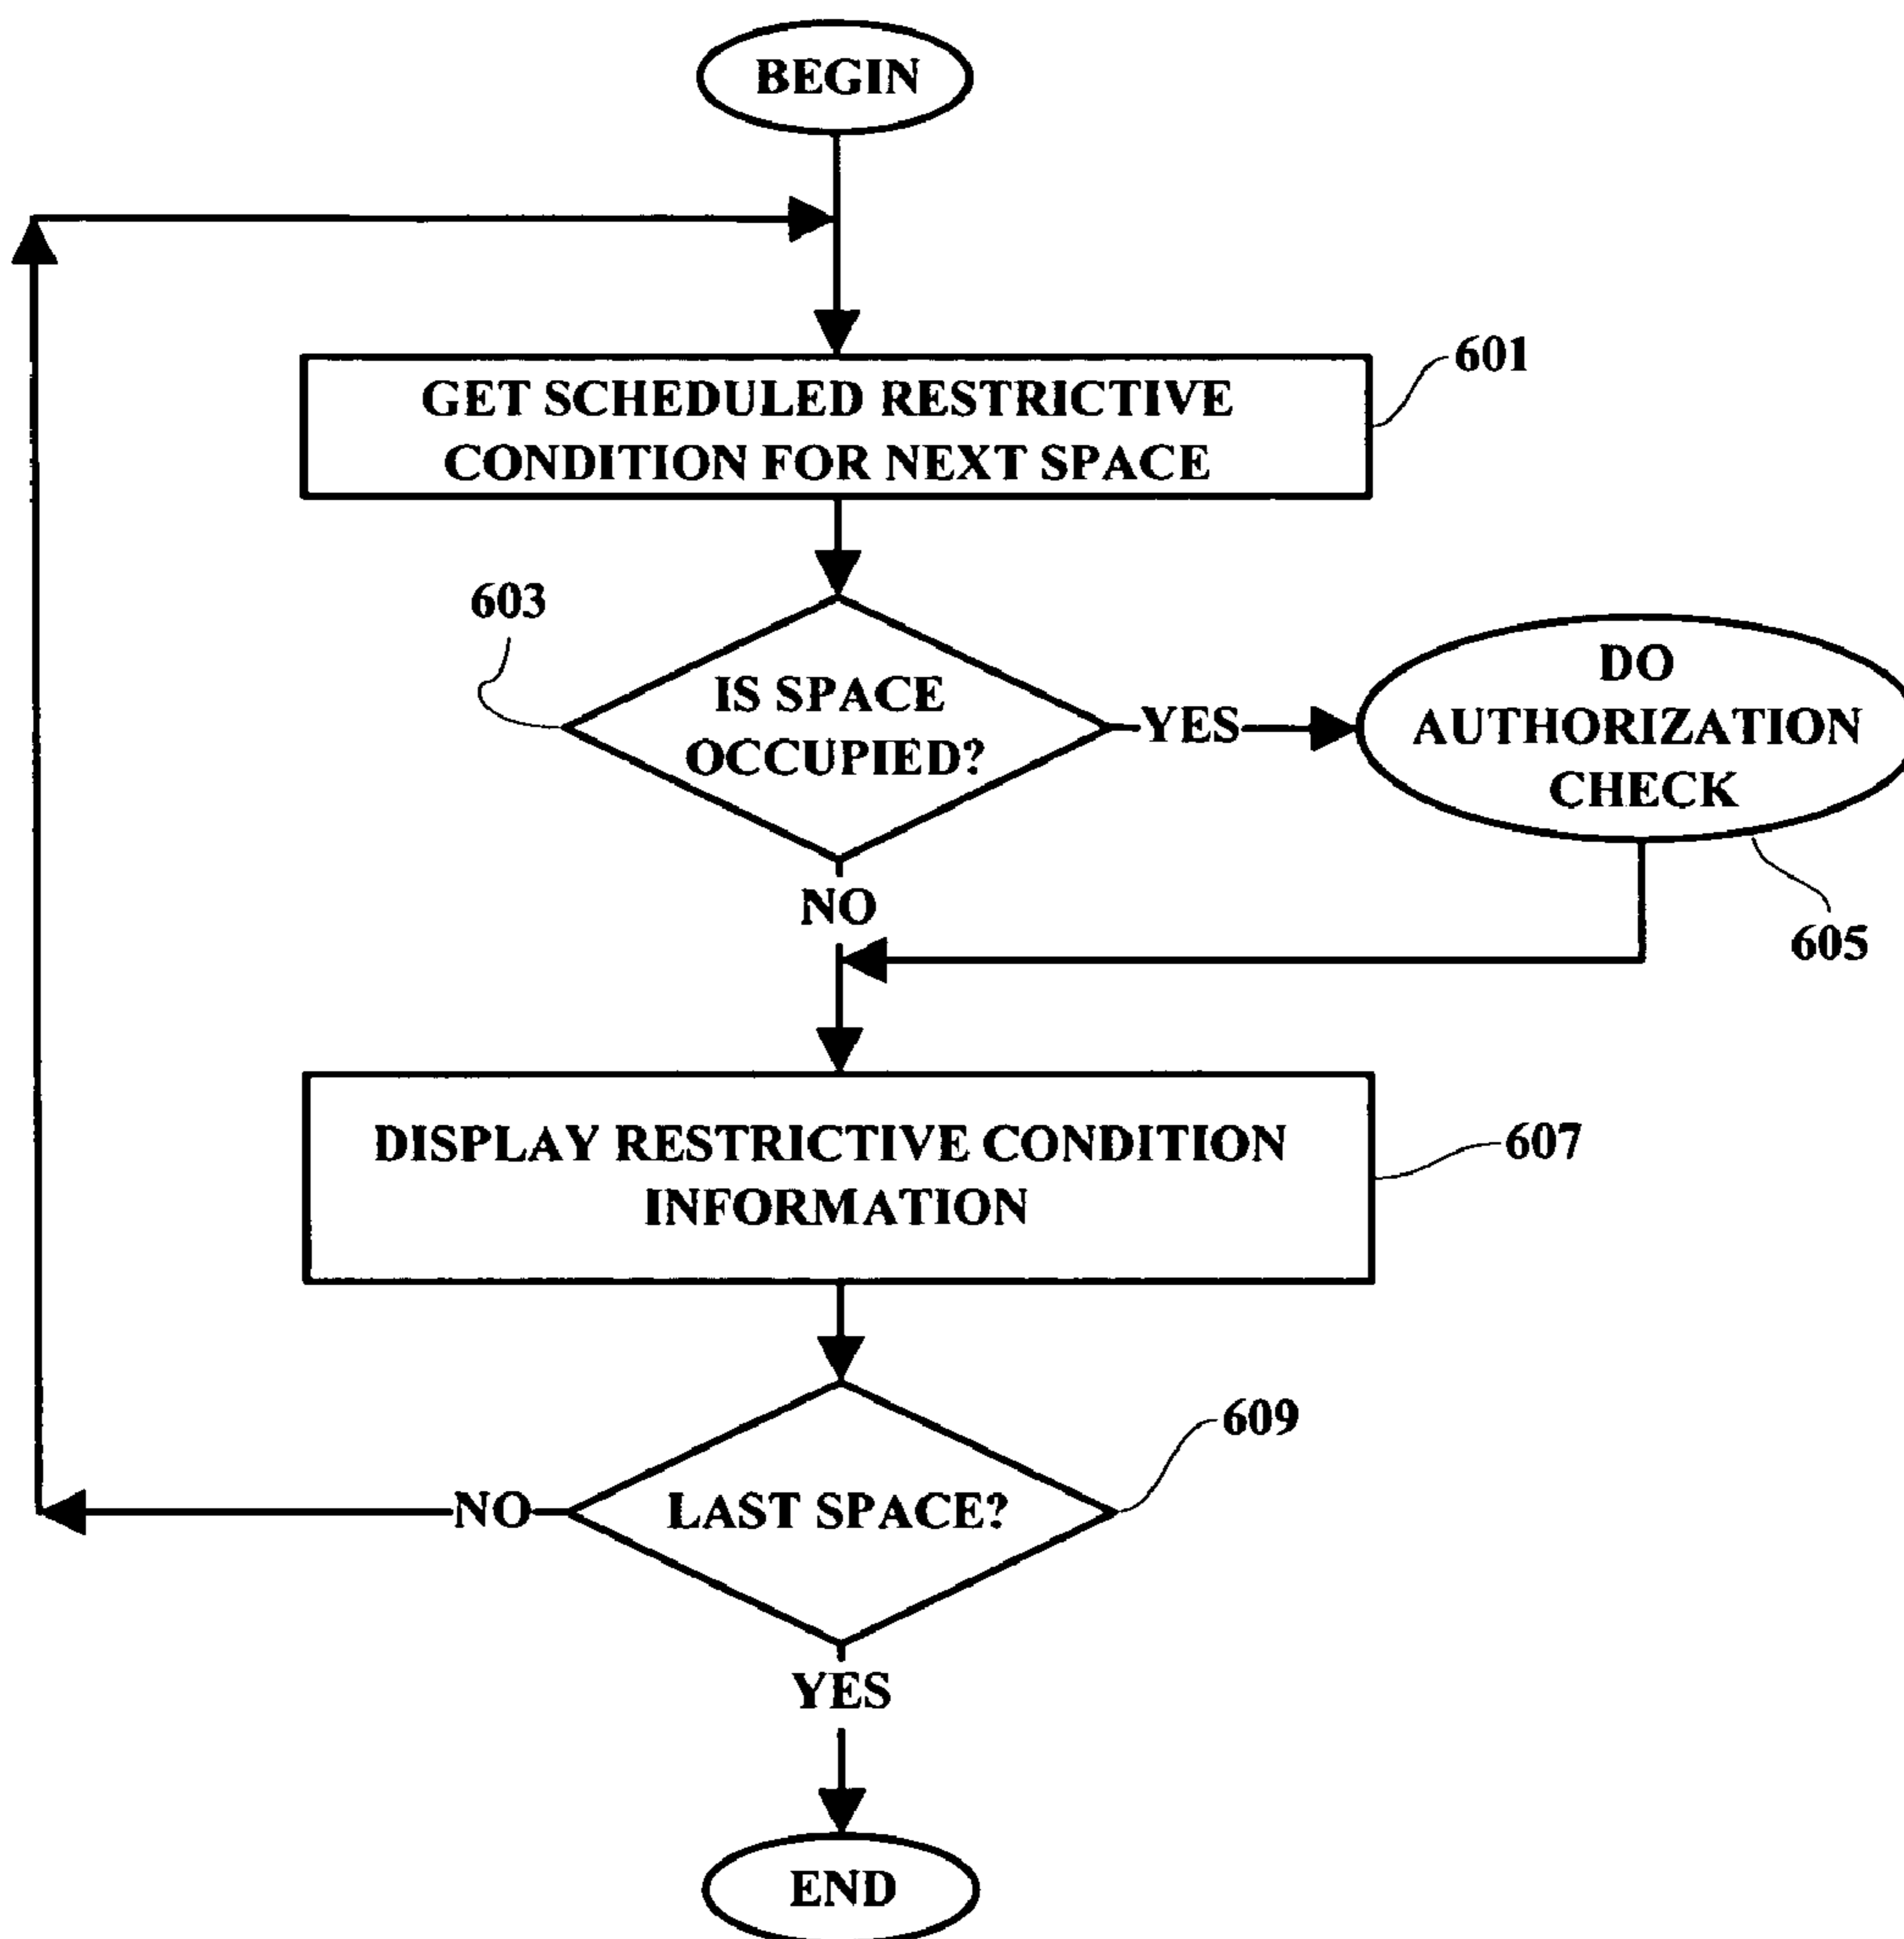 BEGIN
GET SCHEDULED RESTRICTIVE
CONDITION FOR NEXT SPACE
601
603
IS SPACE
OCCUPIED?
YES
DO
AUTHORIZATION
CHECK
605
NO
DISPLAY RESTRICTIVE CONDITION
INFORMATION
607
609
LAST SPACE?
NO
YES
END